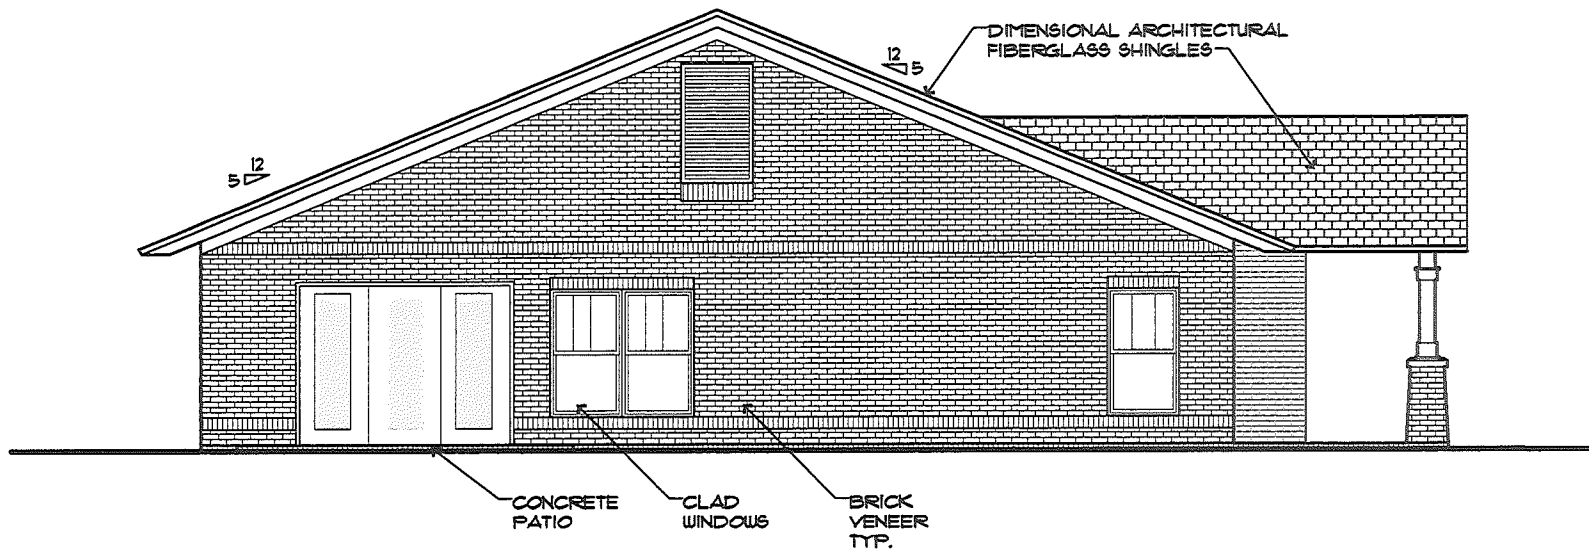 DIMENSIONAL ARCHITECTURAL
FIBERGLASS SHINGLES
12
5
12
5
CONCRETE
PATIO
CLAD
WINDOWS
BRICK
VENEER
TYP.